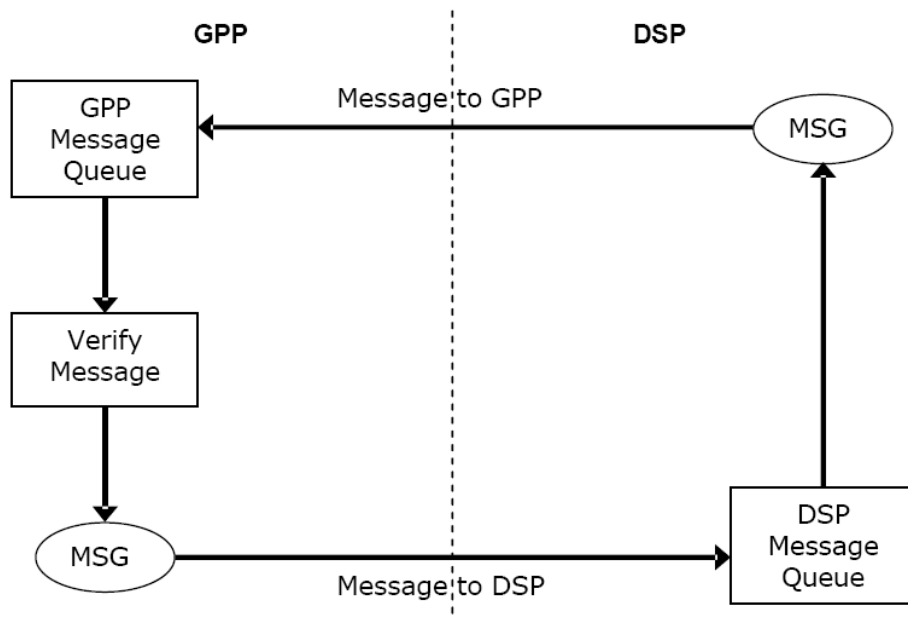 GPP
DSP
GPP
Message
Queue
Message to GPP
MSG
Verify
Message
MSG
Message to DSP
DSP
Message
Queue